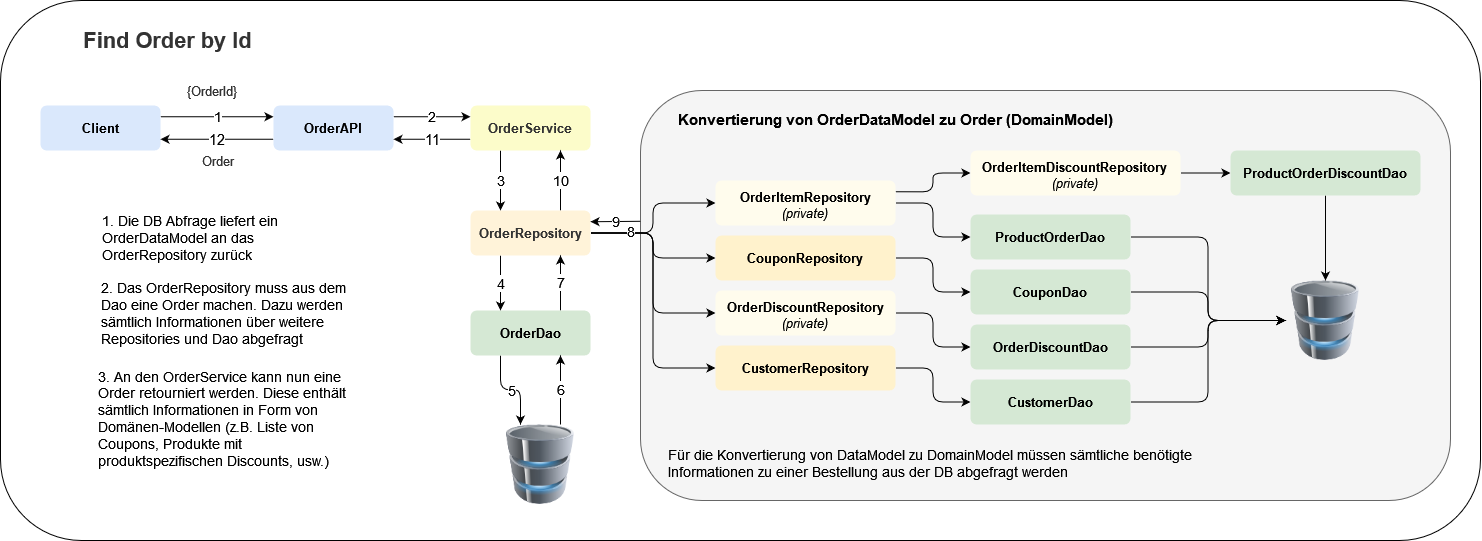 Find Order by Id
{OrderId}
Client
1
12
OrderAPI
2
11
OrderService
Order
3
10
OrderRepository
9
8
4
7
OrderDao
5
6
1. Die DB Abfrage liefert ein
OrderDataModel an das
OrderRepository zurück
2. Das OrderRepository muss aus dem
Dao eine Order machen. Dazu werden
sämtlich Informationen über weitere
Repositories und Dao abgefragt
3. An den OrderService kann nun eine
Order retourniert werden. Diese enthält
sämtlich Informationen in Form von
Domänen-Modellen (z.B. Liste von
Coupons, Produkte mit
produktspezifischen Discounts, usw.)
Konvertierung von OrderDataModel zu Order (DomainModel)
OrderItemRepository
(private)
CouponRepository
OrderDiscountRepository
(private)
CustomerRepository
OrderItemDiscountRepository
(private)
ProductOrderDao
CouponDao
OrderDiscountDao
CustomerDao
ProductOrderDiscountDao
Für die Konvertierung von DataModel zu DomainModel müssen sämtliche benötigte
Informationen zu einer Bestellung aus der DB abgefragt werden